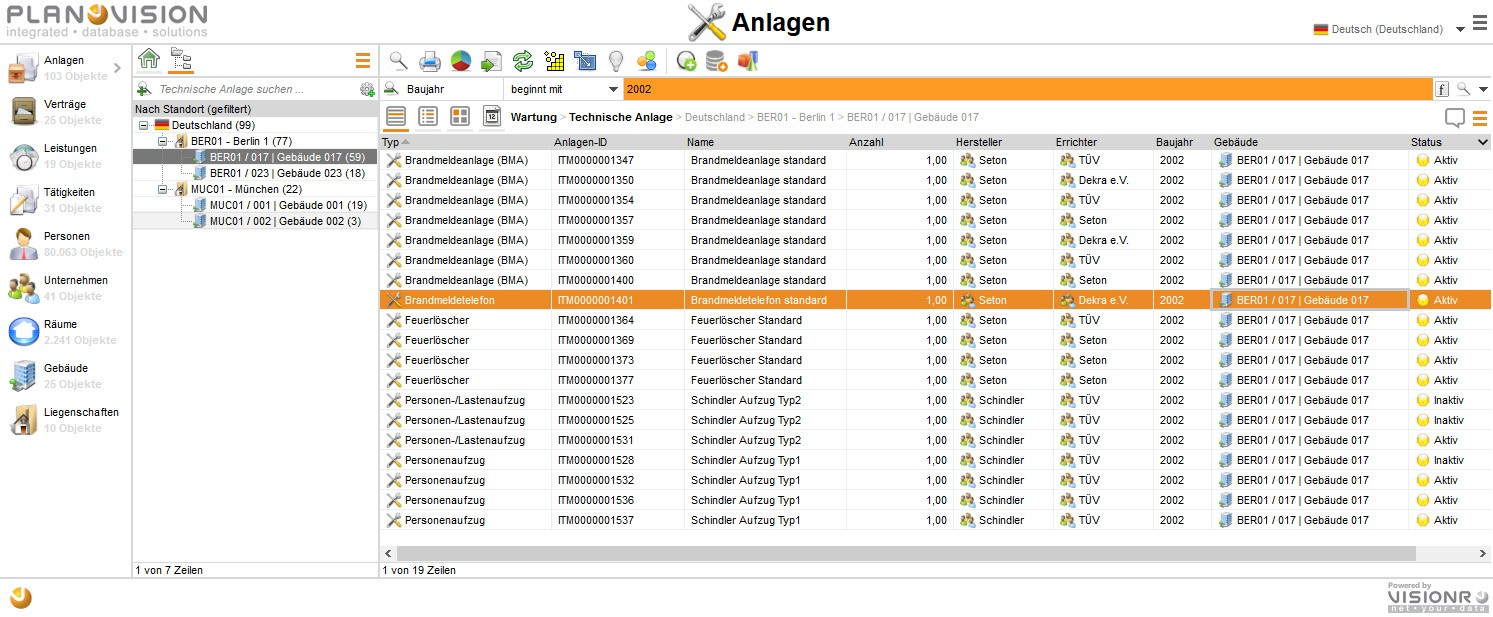 PLANOVISION
integrated • database • solutions
Anlagen
Deutsch (Deutschland)
Anlagen
103 Objekte
Verträge
25 Objekte
Leistungen
19 Objekte
Tätigkeiten
31 Objekte
Personen
80.063 Objekte
Unternehmen
41 Objekte
Räume
2.241 Objekte
Gebäude
25 Objekte
Liegenschaften
10 Objekte
Technische Anlage suchen ...
Nach Standort (gefiltert)
Deutschland (99)
BER01 - Berlin 1 (77)
BER01 / 017 | Gebäude 017 (59)
BER01 / 023 | Gebäude 023 (18)
MUC01 - München (22)
MUC01 / 001 | Gebäude 001 (19)
MUC01 / 002 | Gebäude 002 (3)
1 von 7 Zeilen
Baujahr beginnt mit 2002 f
12 Wartung > Technische Anlage > Deutschland > BER01 - Berlin 1 > BER01 / 017 | Gebäude 017
Typ Anlagen-ID Name Anzahl Hersteller Errichter Baujahr Gebäude Status
Brandmeldeanlage (BMA) ITM0000001347 Brandmeldeanlage standard 1,00 Seton TÜV 2002 BER01 / 017 | Gebäude 017 Aktiv
Brandmeldeanlage (BMA) ITM0000001350 Brandmeldeanlage standard 1,00 Seton Dekra e.V. 2002 BER01 / 017 | Gebäude 017 Aktiv
Brandmeldeanlage (BMA) ITM0000001354 Brandmeldeanlage standard 1,00 Seton TÜV 2002 BER01 / 017 | Gebäude 017 Aktiv
Brandmeldeanlage (BMA) ITM0000001357 Brandmeldeanlage standard 1,00 Seton Seton 2002 BER01 / 017 | Gebäude 017 Aktiv
Brandmeldeanlage (BMA) ITM0000001359 Brandmeldeanlage standard 1,00 Seton Dekra e.V. 2002 BER01 / 017 | Gebäude 017 Aktiv
Brandmeldeanlage (BMA) ITM0000001360 Brandmeldeanlage standard 1,00 Seton TÜV 2002 BER01 / 017 | Gebäude 017 Aktiv
Brandmeldeanlage (BMA) ITM0000001400 Brandmeldeanlage standard 1,00 Seton Seton 2002 BER01 / 017 | Gebäude 017 Aktiv
Brandmeldetelefon ITM0000001401 Brandmeldetelefon standard 1,00 Seton Dekra e.V. 2002 BER01 / 017 | Gebäude 017 Aktiv
Feuerlöscher ITM0000001364 Feuerlöscher Standard 1,00 Seton TÜV 2002 BER01 / 017 | Gebäude 017 Aktiv
Feuerlöscher ITM0000001369 Feuerlöscher Standard 1,00 Seton Seton 2002 BER01 / 017 | Gebäude 017 Aktiv
Feuerlöscher ITM0000001373 Feuerlöscher Standard 1,00 Seton Seton 2002 BER01 / 017 | Gebäude 017 Aktiv
Feuerlöscher ITM0000001377 Feuerlöscher Standard 1,00 Seton Seton 2002 BER01 / 017 | Gebäude 017 Aktiv
Personen-/Lastenaufzug ITM0000001523 Schindler Aufzug Typ2 1,00 Schindler TÜV 2002 BER01 / 017 | Gebäude 017 Inaktiv
Personen-/Lastenaufzug ITM0000001525 Schindler Aufzug Typ2 1,00 Schindler TÜV 2002 BER01 / 017 | Gebäude 017 Inaktiv
Personen-/Lastenaufzug ITM0000001531 Schindler Aufzug Typ2 1,00 Schindler TÜV 2002 BER01 / 017 | Gebäude 017 Aktiv
Personenaufzug ITM0000001528 Schindler Aufzug Typ1 1,00 Schindler TÜV 2002 BER01 / 017 | Gebäude 017 Inaktiv
Personenaufzug ITM0000001532 Schindler Aufzug Typ1 1,00 Schindler TÜV 2002 BER01 / 017 | Gebäude 017 Aktiv
Personenaufzug ITM0000001536 Schindler Aufzug Typ1 1,00 Schindler TÜV 2002 BER01 / 017 | Gebäude 017 Aktiv
Personenaufzug ITM0000001537 Schindler Aufzug Typ1 1,00 Schindler TÜV 2002 BER01 / 017 | Gebäude 017 Aktiv
1 von 19 Zeilen
Powered by
VISIONR
net • your • data